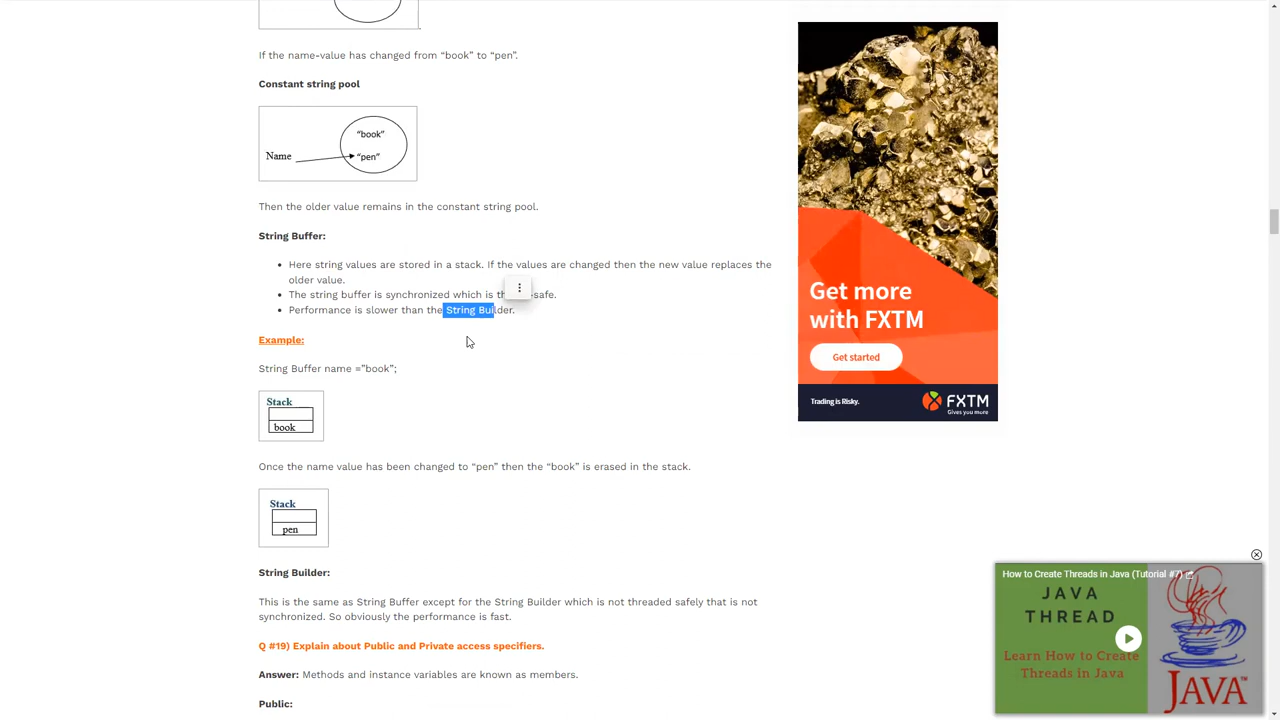 If the name-value has changed from “book” to “pen”.
Constant string pool
“book”
Name
“pen”
Then the older value remains in the constant string pool.
String Buffer:
Here string values are stored in a stack. If the values are changed then the new value replaces the
older value.
The string buffer is synchronized which is th -safe.
Performance is slower than the String Builder.
Example:
String Buffer name =”book”;
Stack
book
Once the name value has been changed to “pen” then the “book” is erased in the stack.
Stack
pen
String Builder:
This is the same as String Buffer except for the String Builder which is not threaded safely that is not
synchronized. So obviously the performance is fast.
Q #19) Explain about Public and Private access specifiers.
Answer: Methods and instance variables are known as members.
Public:
Get more
with FXTM
Get started
Trading is Risky.
FXTM
Gives you more
How to Create Threads in Java (Tutorial #7)
JAVA
THREAD
Learn How to Create
Threads in Java
JAVA™